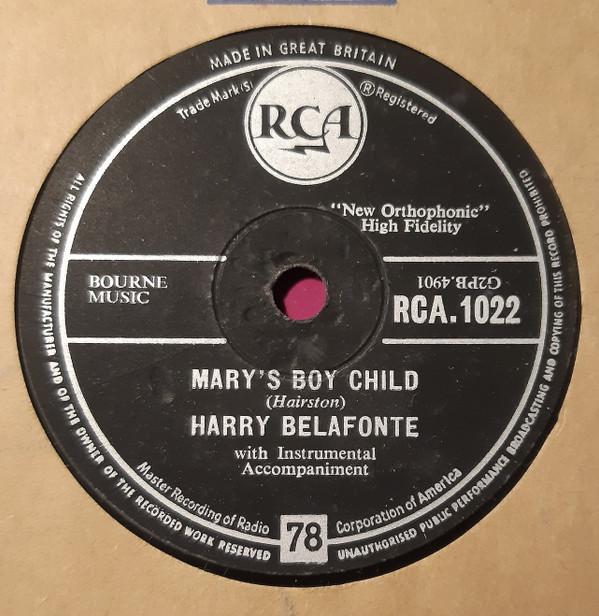 MADE IN GREAT BRITAIN
Trade Mark(s)
RCA
® Registered
"New Orthophonic"
High Fidelity
BOURNE
MUSIC
G2PB.4901
RCA.1022
MARY'S BOY CHILD
(Hairston)
HARRY BELAFONTE
with Instrumental
Accompaniment
Master Recording of Radio
Corporation of America
78
ALL RIGHTS OF THE MANUFACTURER AND OF THE OWNER OF THE RECORDED WORK RESERVED
UNAUTHORISED PUBLIC PERFORMANCE BROADCASTING AND COPYING OF THIS RECORD PROHIBITED